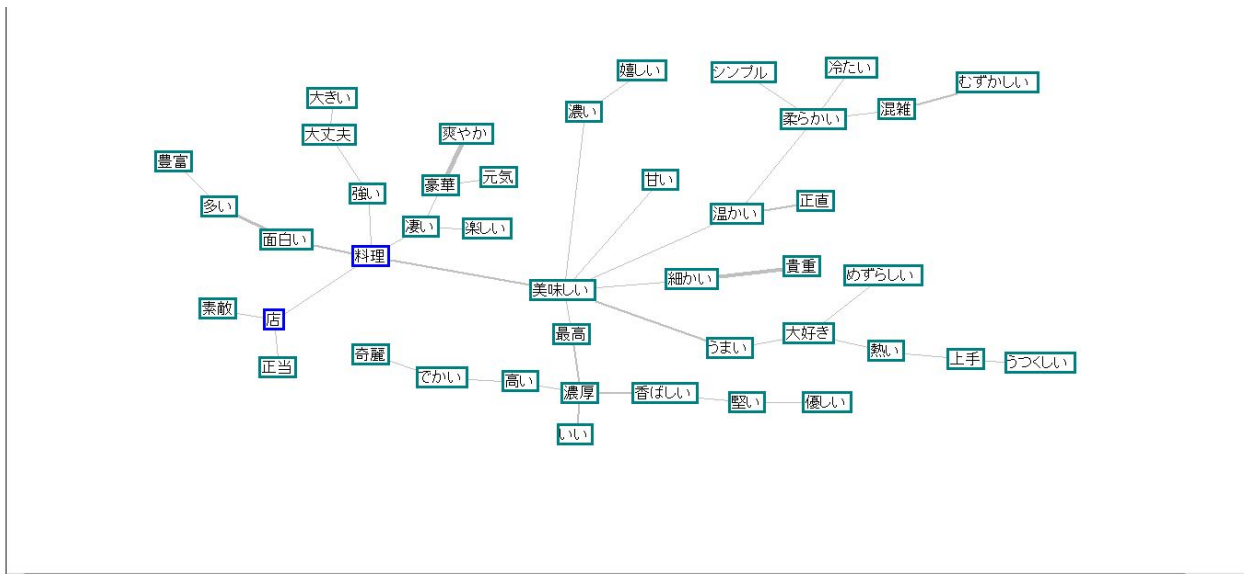 嬉しい
シンプル
冷たい
むずかしい
大きい
濃い
混雑
柔らかい
大丈夫
爽やか
豊富
元気
甘い
豪華
強い
正直
多い
温かい
凄い
楽しい
面白い
料理
貴重
細かい
めずらしい
美味しい
素敵
店
最高
大好き
うまい
熱い
奇麗
上手
うつくしい
正当
でかい
高い
濃厚
香ばしい
堅い
優しい
いい